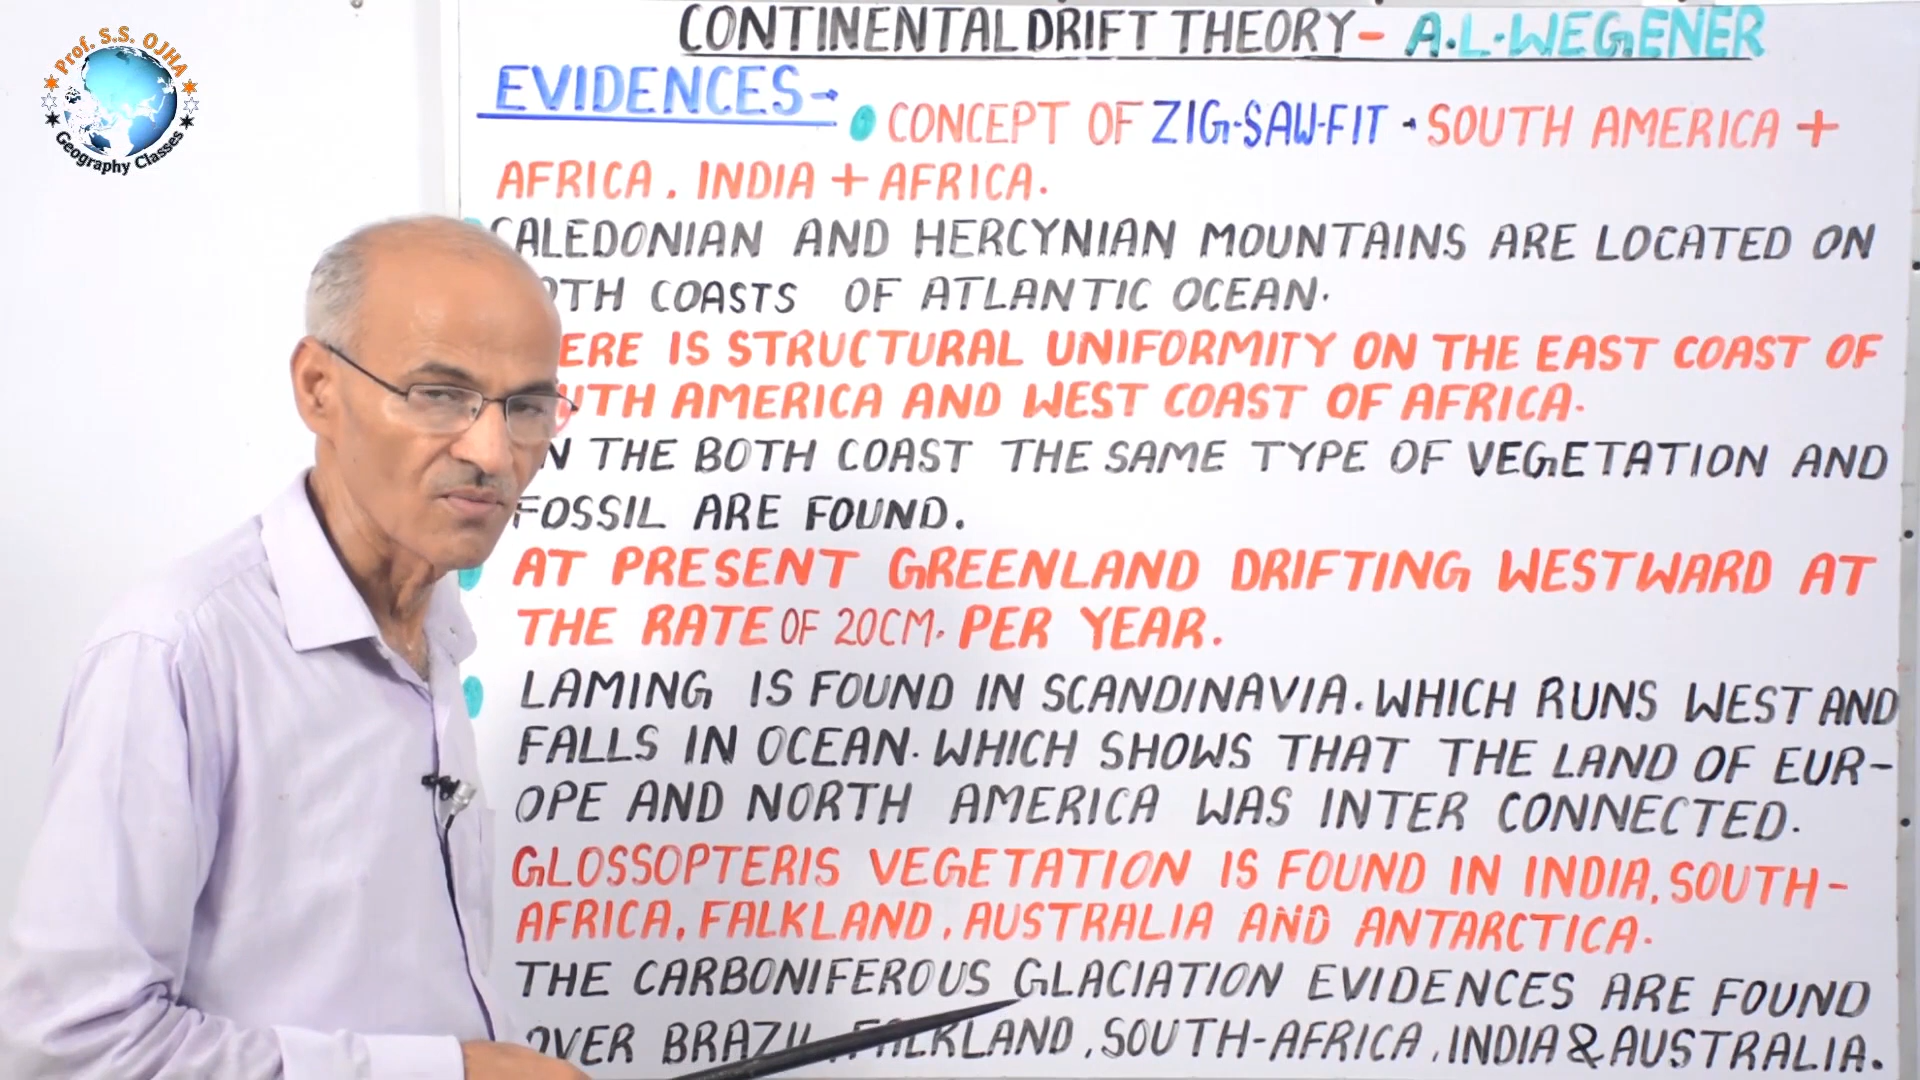 Prof. S.S. OJHA
Geography Classes
CONTINENTAL DRIFT THEORY - A.L. WEGENER
EVIDENCES-
CONCEPT OF ZIG-SAW-FIT - SOUTH AMERICA +
AFRICA, INDIA + AFRICA.
CALEDONIAN AND HERCYNIAN MOUNTAINS ARE LOCATED ON
COASTS OF ATLANTIC OCEAN.
IS STRUCTURAL UNIFORMITY ON THE EAST COAST OF
AMERICA AND WEST COAST OF AFRICA.
THE BOTH COAST THE SAME TYPE OF VEGETATION AND
FOSSIL ARE FOUND.
AT PRESENT GREENLAND DRIFTING WESTWARD AT
THE RATE OF 20CM. PER YEAR.
LAMING IS FOUND IN SCANDINAVIA. WHICH RUNS WEST AND
FALLS IN OCEAN. WHICH SHOWS THAT THE LAND OF EUR-
OPE AND NORTH AMERICA WAS INTER CONNECTED.
GLOSSOPTERIS VEGETATION IS FOUND IN INDIA, SOUTH-
AFRICA, FALKLAND, AUSTRALIA AND ANTARCTICA.
THE CARBONIFEROUS GLACIATION EVIDENCES ARE FOUND
OVER BRAZIL, FALKLAND, SOUTH-AFRICA, INDIA & AUSTRALIA.